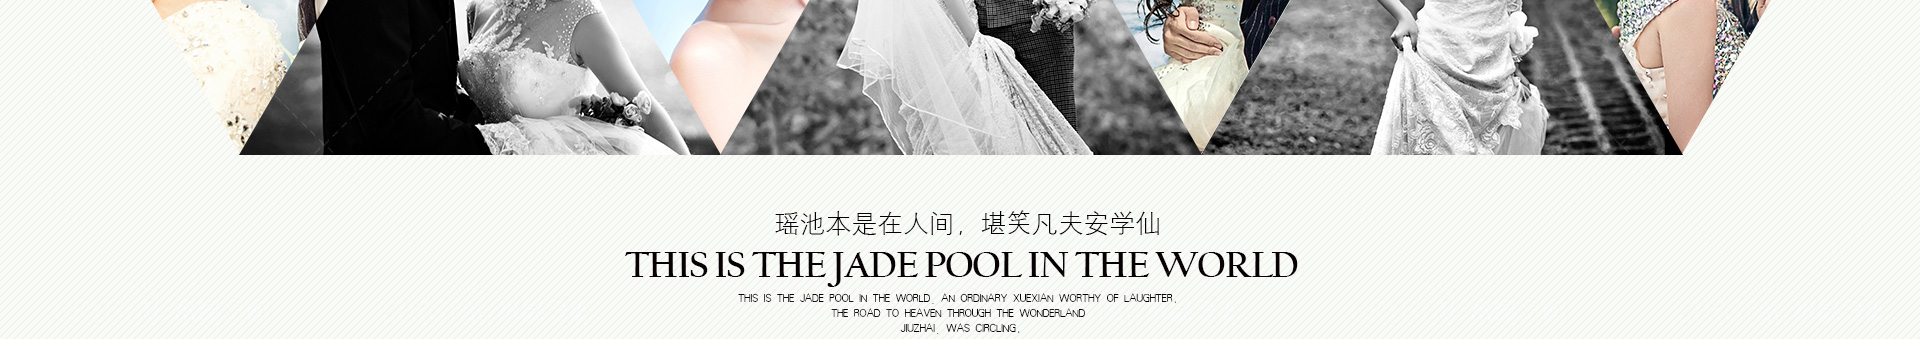 瑶池本是在人间，堪笑凡夫安学仙
THIS IS THE JADE POOL IN THE WORLD
THIS IS THE JADE POOL IN THE WORLD, AN ORDINARY XUEXIAN WORTHY OF LAUGHTER,
THE ROAD TO HEAVEN THROUGH THE WONDERLAND
JIUZHAI, WAS CIRCLING,